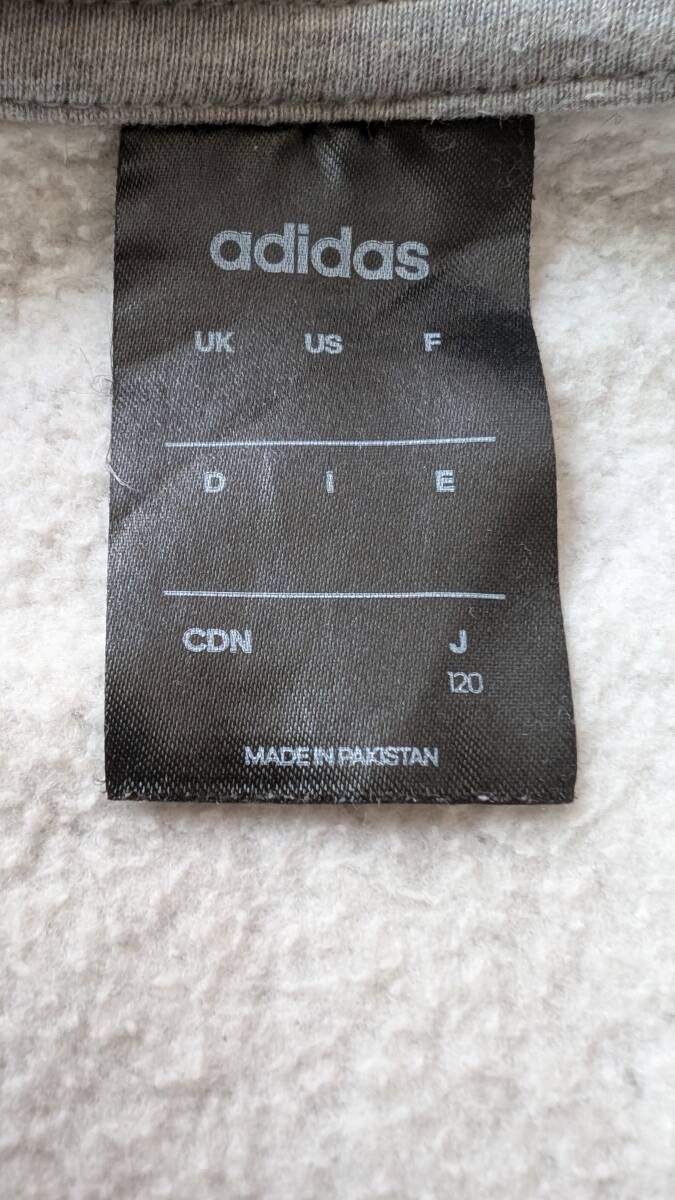 adidas
UK US F
D I E
CDN J
120
MADE IN PAKISTAN